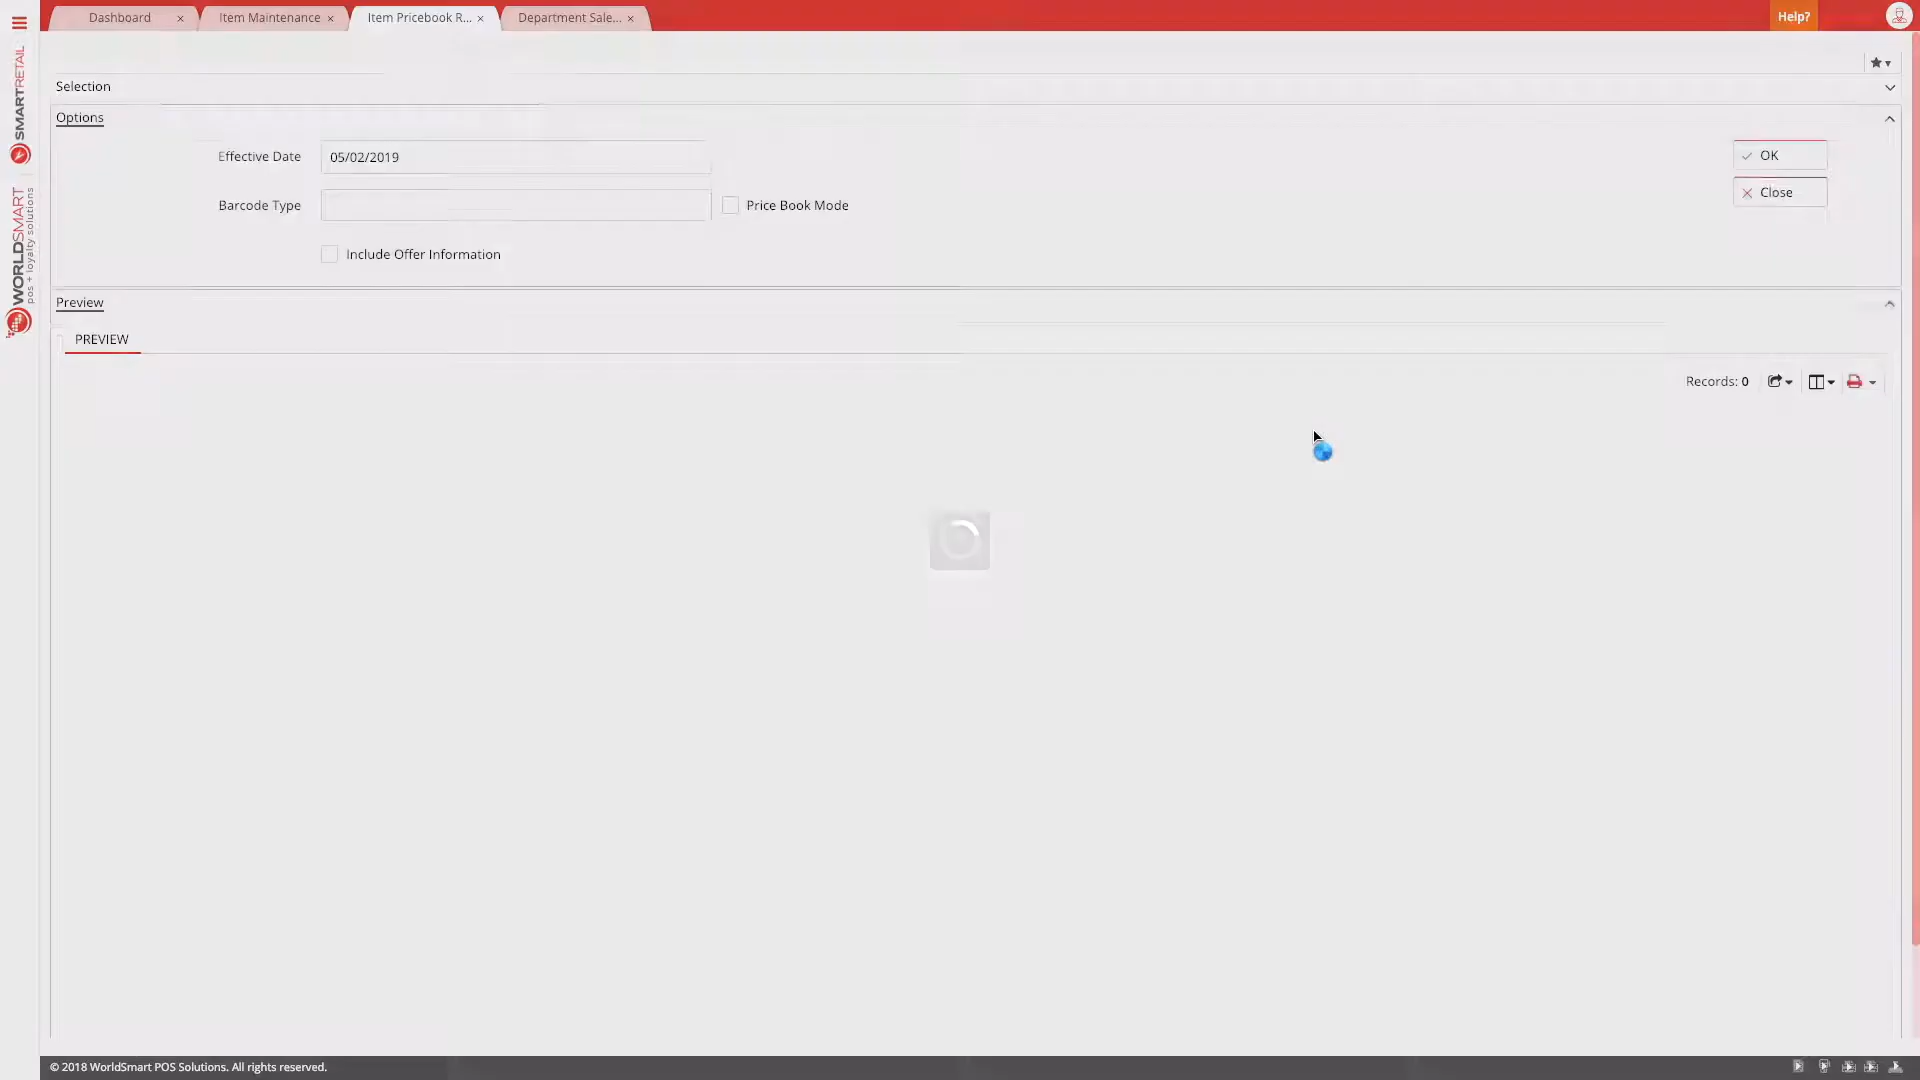 Dashboard ×
Item Maintenance ×
Item Pricebook R... ×
Department Sale... ×
Help?
SMARTRETAIL
WORLDSMART
pos + loyalty solutions
Selection
Options
Effective Date 05/02/2019
OK
Close
Barcode Type
Price Book Mode
Include Offer Information
Preview
PREVIEW
Records: 0
© 2018 WorldSmart POS Solutions. All rights reserved.